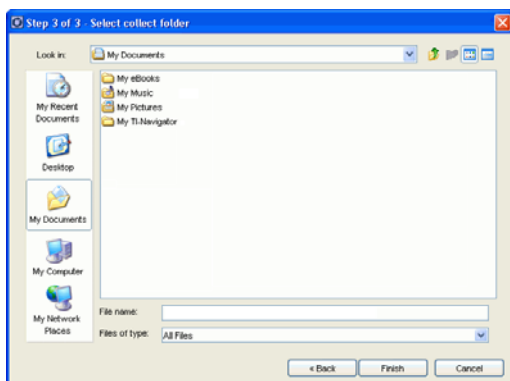 Step 3 of 3 - Select collect folder
Look in:
My Documents
My Recent
Documents
Desktop
My Documents
My Computer
My Network
Places
My eBooks
My Music
My Pictures
My TI-Navigator
File name:
Files of type:
All Files
« Back
Finish
Cancel